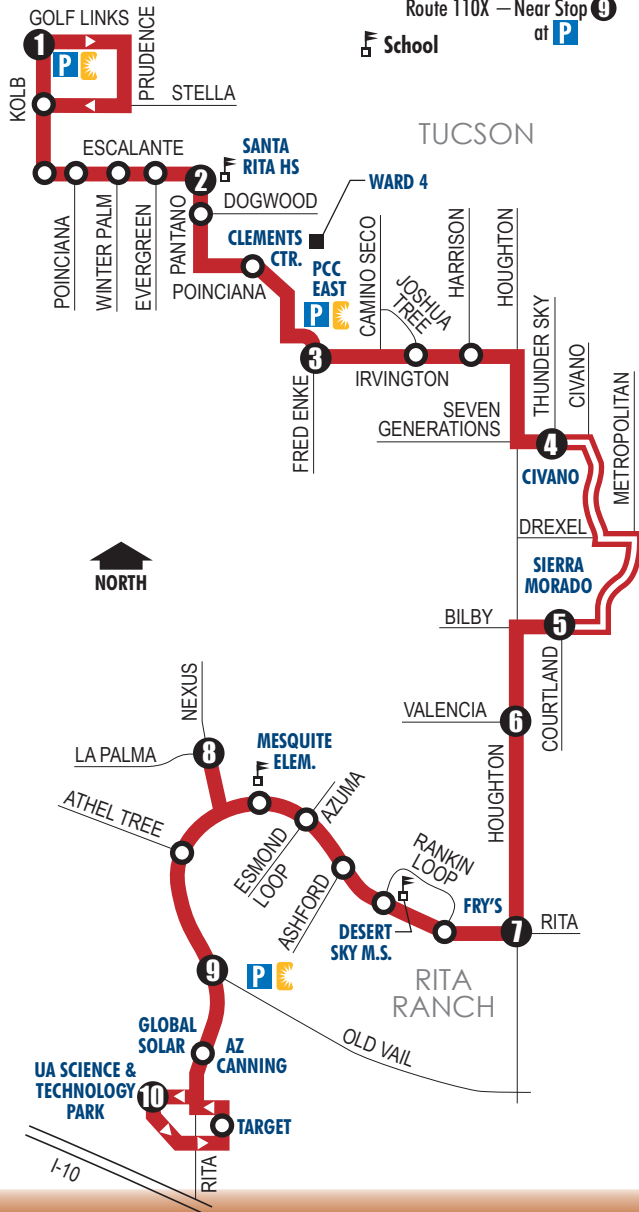 Route 110X — Near Stop 9
at P
School
GOLF LINKS
1
P
KOLB
PRUDENCE
STELLA
TUCSON
ESCALANTE
SANTA
RITA HS
2
WARD 4
DOGWOOD
POINCIANA
WINTER PALM
EVERGREEN
PANTANO
CLEMENTS
CTR.
POINCIANA
PCC
EAST
P
CAMINO SECO
JOSHUA
TREE
HARRISON
HOUGHTON
3
IRVINGTON
FRED ENKE
THUNDER SKY
CIVANO
METROPOLITAN
SEVEN
GENERATIONS
4
CIVANO
DREXEL
NORTH
SIERRA
MORADO
BILBY
5
COURTLAND
NEXUS
VALENCIA
6
LA PALMA
8
MESQUITE
ELEM.
HOUGHTON
ATHEL TREE
AZUMA
ESMOND
LOOP
RANKIN
LOOP
ASHFORD
FRY'S
DESERT
SKY M.S.
7
RITA
9
P
RITA
RANCH
GLOBAL
SOLAR
AZ
CANNING
OLD VAIL
UA SCIENCE &
TECHNOLOGY
PARK
10
TARGET
I-10
RITA